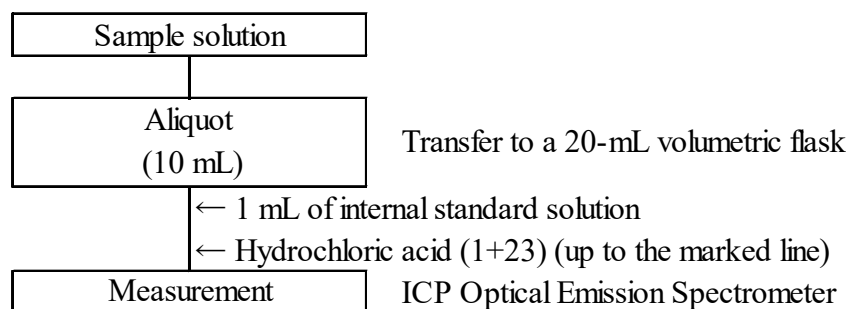 Sample solution
Aliquot
(10 mL)
Transfer to a 20-mL volumetric flask
← 1 mL of internal standard solution
← Hydrochloric acid (1+23) (up to the marked line)
Measurement
ICP Optical Emission Spectrometer